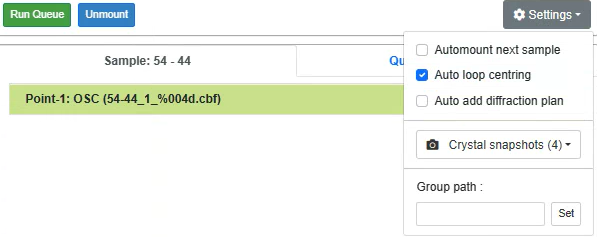 Run Queue Unmount Settings
Automount next sample
Sample: 54 - 44 Qu
Auto loop centring
Point-1: OSC (54-44_1_%004d.cbf) Auto add diffraction plan
Crystal snapshots (4)
Group path :
Set